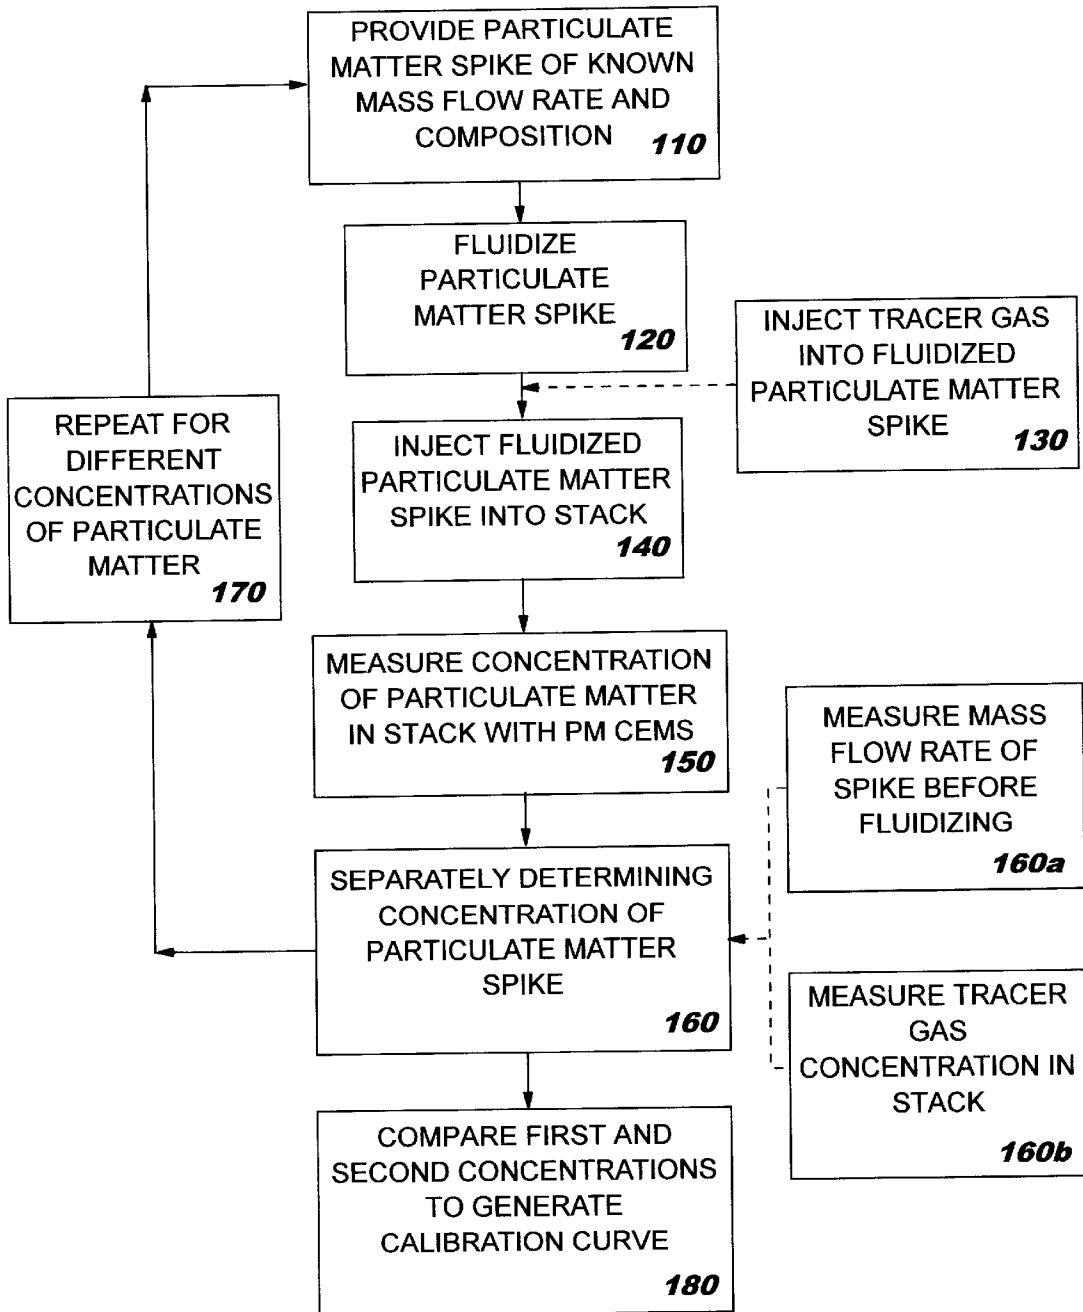 PROVIDE PARTICULATE
MATTER SPIKE OF KNOWN
MASS FLOW RATE AND
COMPOSITION
110
FLUIDIZE
PARTICULATE
MATTER SPIKE
120
INJECT TRACER GAS
INTO FLUIDIZED
PARTICULATE MATTER
SPIKE
130
INJECT FLUIDIZED
PARTICULATE MATTER
SPIKE INTO STACK
140
REPEAT FOR
DIFFERENT
CONCENTRATIONS
OF PARTICULATE
MATTER
170
MEASURE CONCENTRATION
OF PARTICULATE MATTER
IN STACK WITH PM CEMS
150
MEASURE MASS
FLOW RATE OF
SPIKE BEFORE
FLUIDIZING
160a
SEPARATELY DETERMINING
CONCENTRATION OF
PARTICULATE MATTER
SPIKE
160
MEASURE TRACER
GAS
CONCENTRATION IN
STACK
160b
COMPARE FIRST AND
SECOND CONCENTRATIONS
TO GENERATE
CALIBRATION CURVE
180